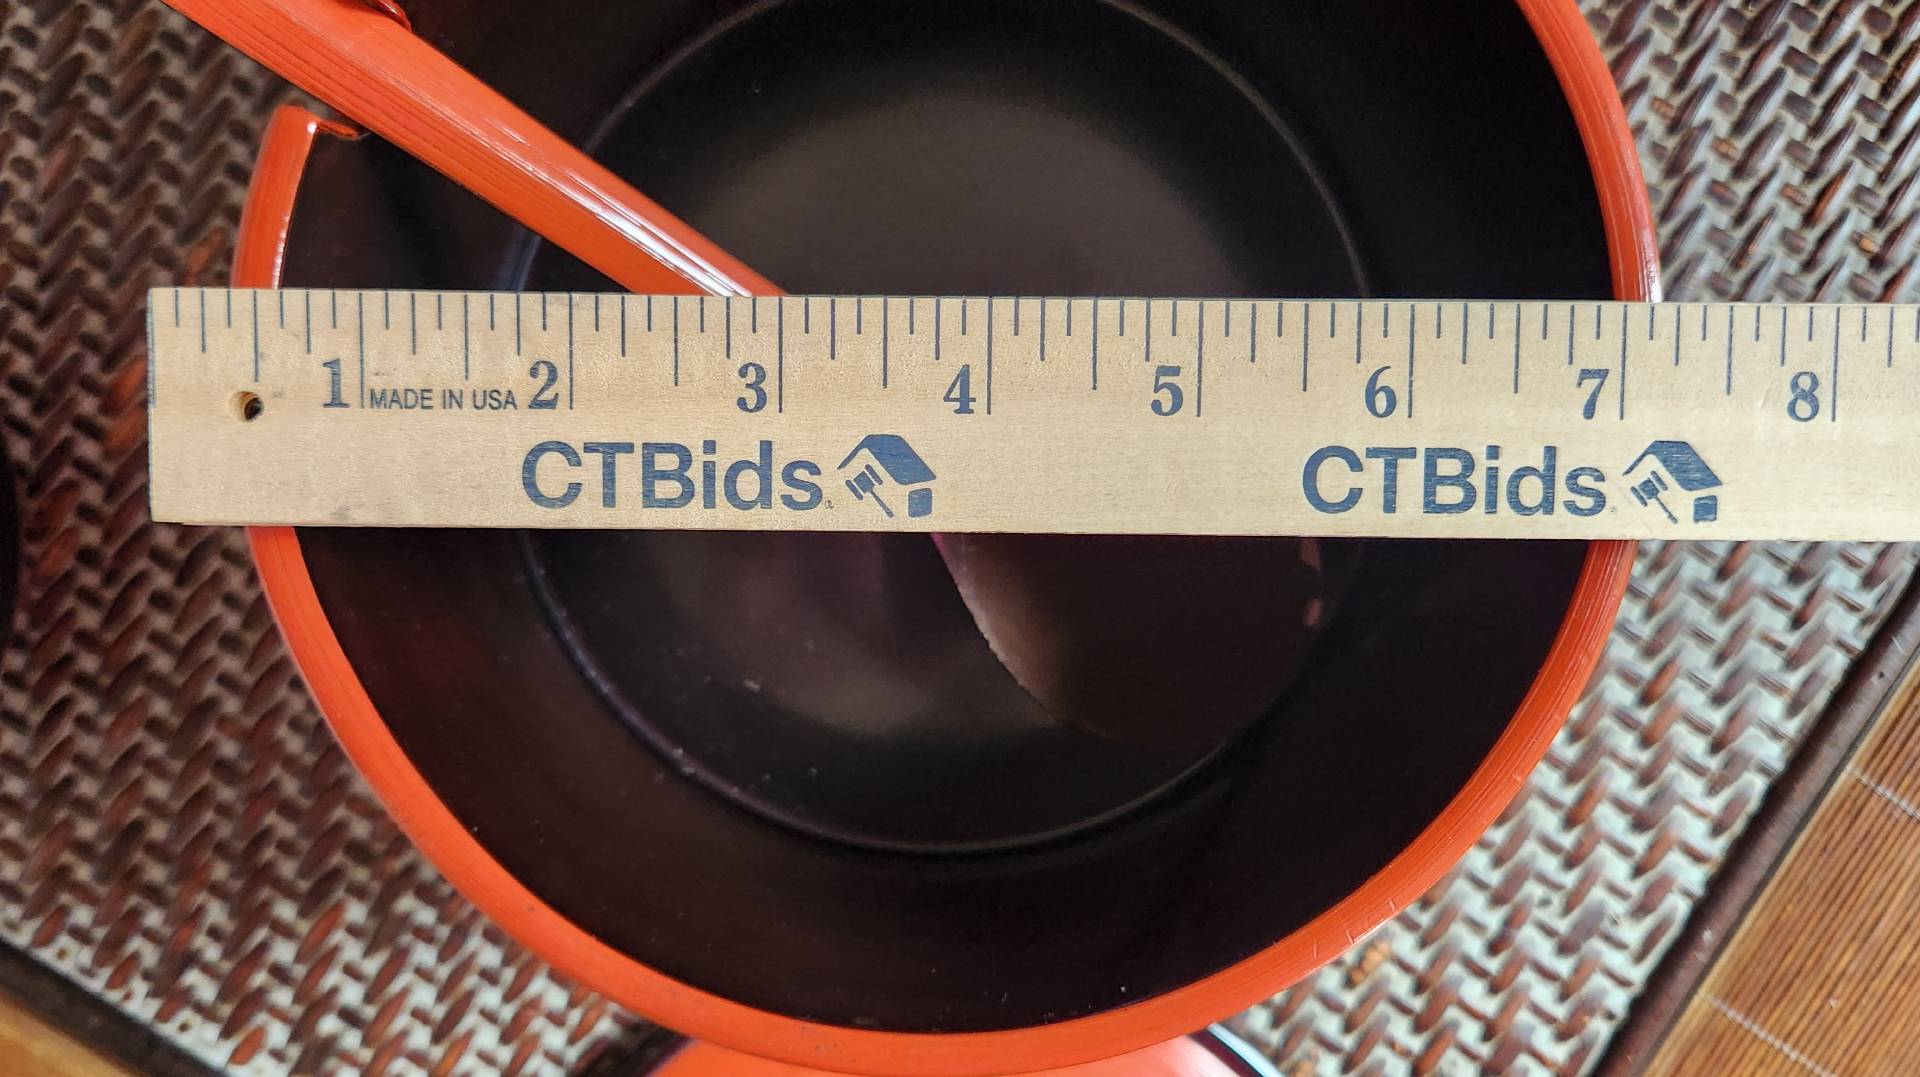 1 MADE IN USA 2 3 4 5 6 7 8
CTBids CTBids